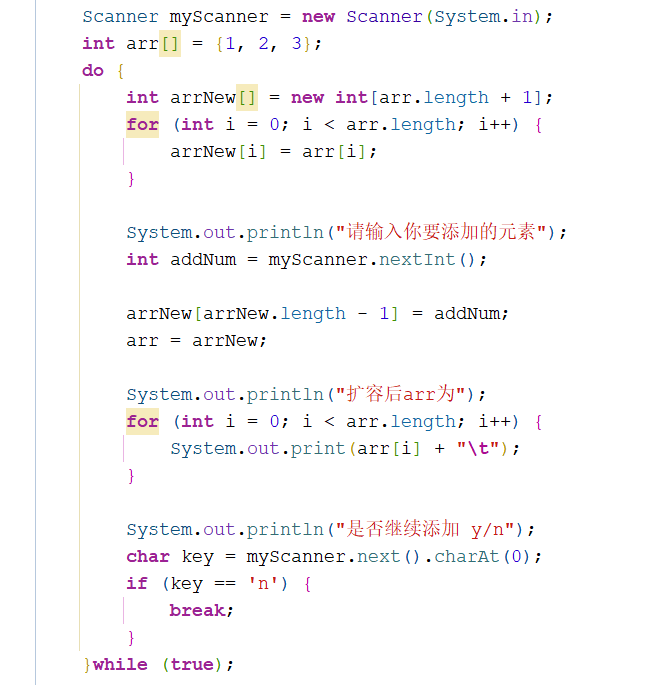 Scanner myScanner = new Scanner(System.in);
int arr[] = {1, 2, 3};
do {
    int arrNew[] = new int[arr.length + 1];
    for (int i = 0; i < arr.length; i++) {
        arrNew[i] = arr[i];
    }

    System.out.println("请输入你要添加的元素");
    int addNum = myScanner.nextInt();

    arrNew[arrNew.length - 1] = addNum;
    arr = arrNew;

    System.out.println("扩容后arr为");
    for (int i = 0; i < arr.length; i++) {
        System.out.print(arr[i] + "\t");
    }

    System.out.println("是否继续添加 y/n");
    char key = myScanner.next().charAt(0);
    if (key == 'n') {
        break;
    }
}while (true);